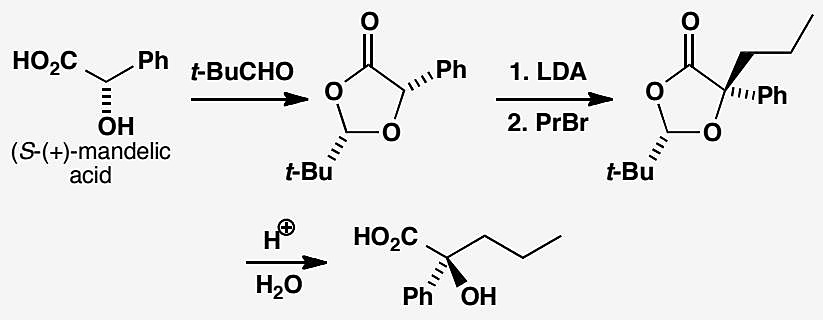 HO₂C Ph
OH
(S-(+)-mandelic
acid
t-BuCHO
O
Ph
O
O
t-Bu
1. LDA
2. PrBr
O
O
Ph
O
t-Bu
H⊕
H₂O
HO₂C
Ph OH